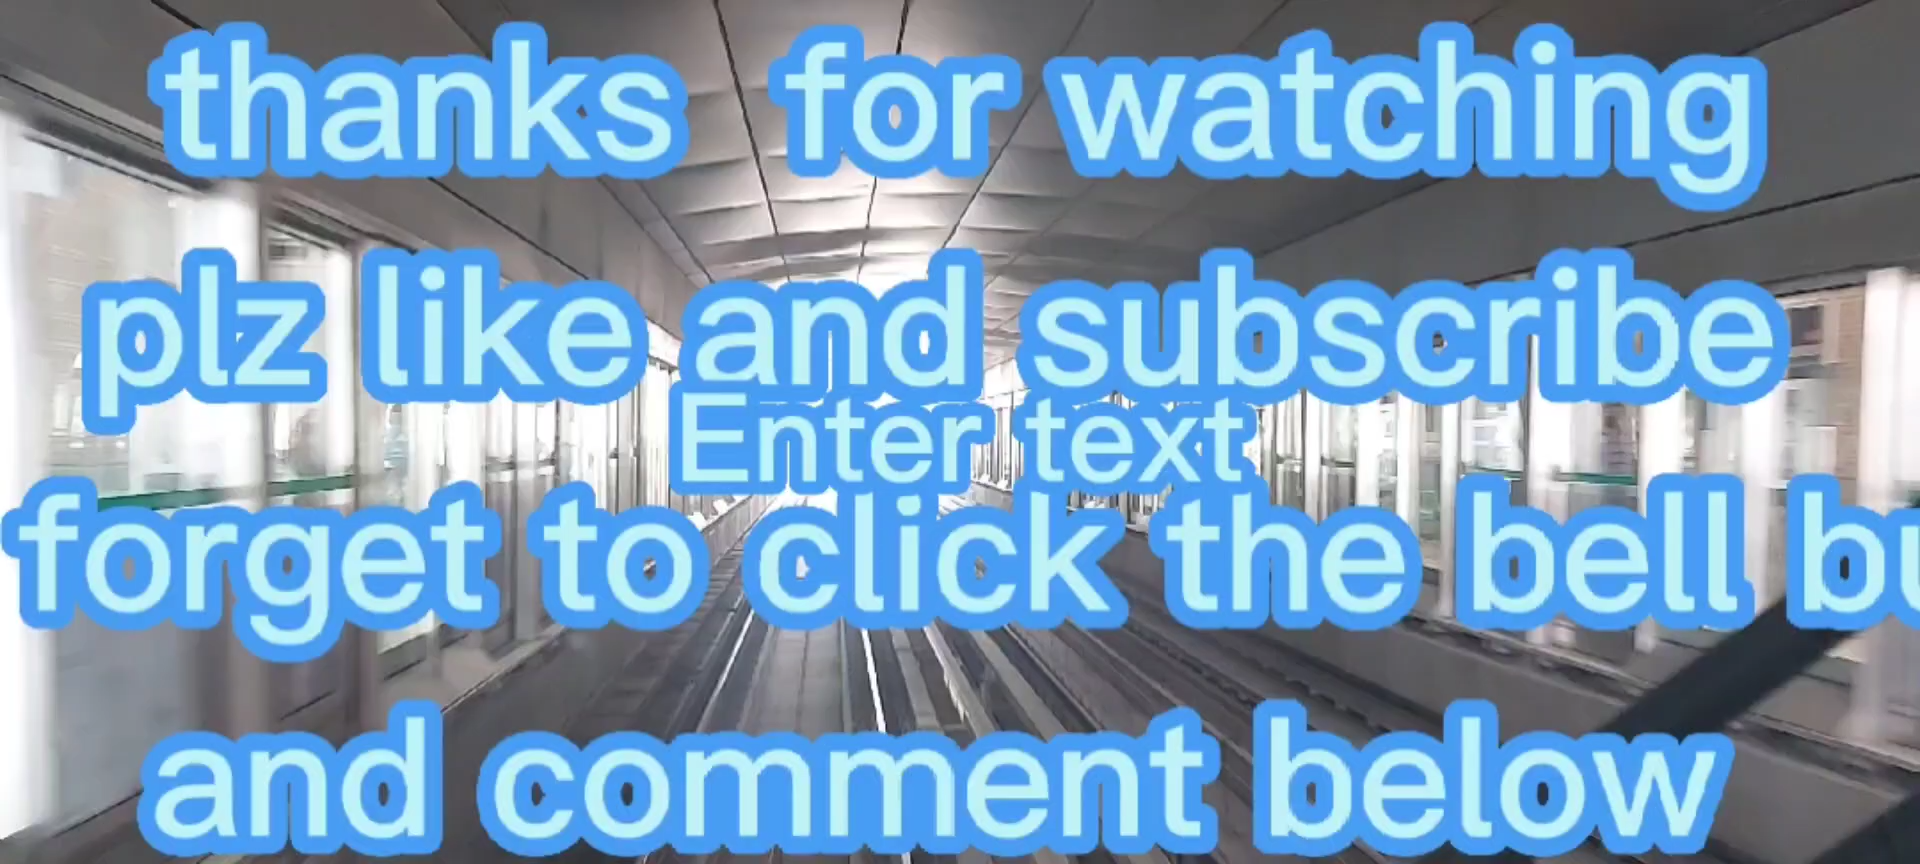 thanks for watching
plz like and subscribe
Enter text
forget to click the bell
and comment below